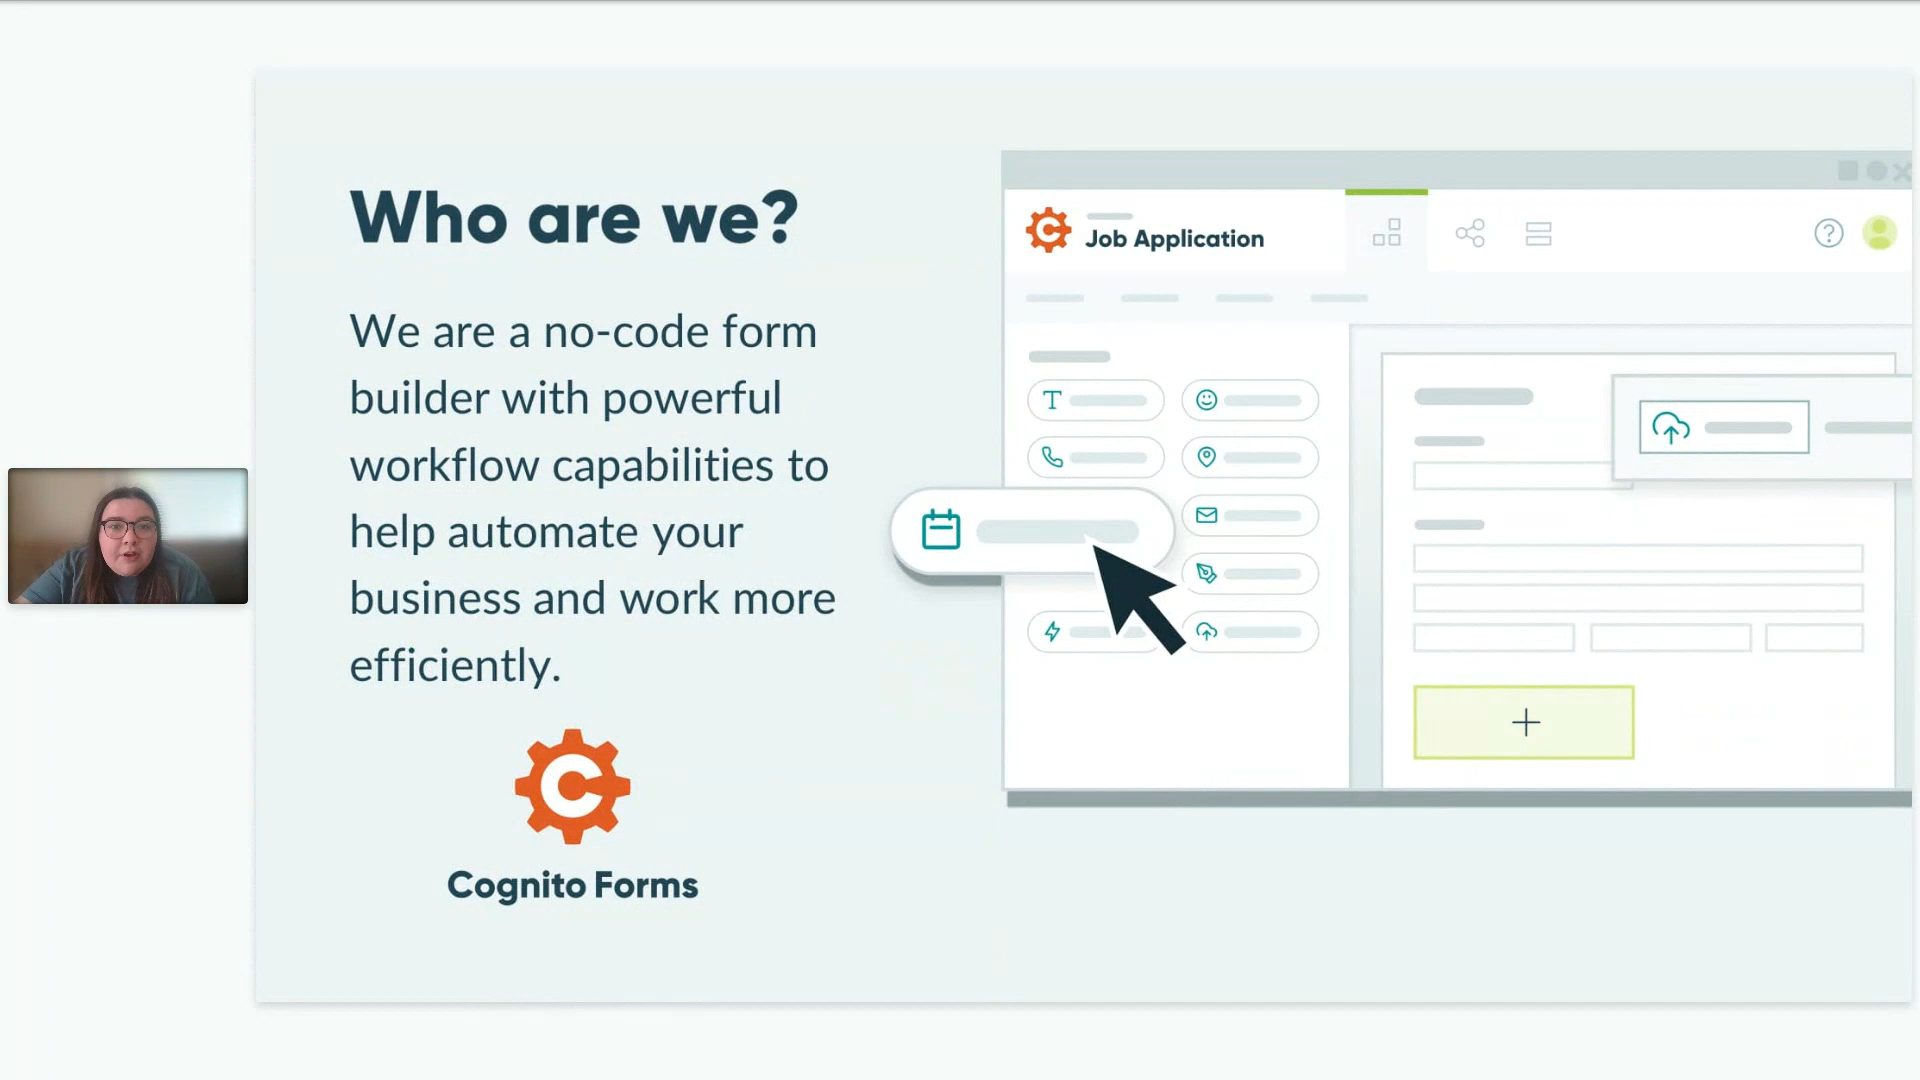 Who are we?
We are a no-code form
builder with powerful
workflow capabilities to
help automate your
business and work more
efficiently.
Cognito Forms
Job Application